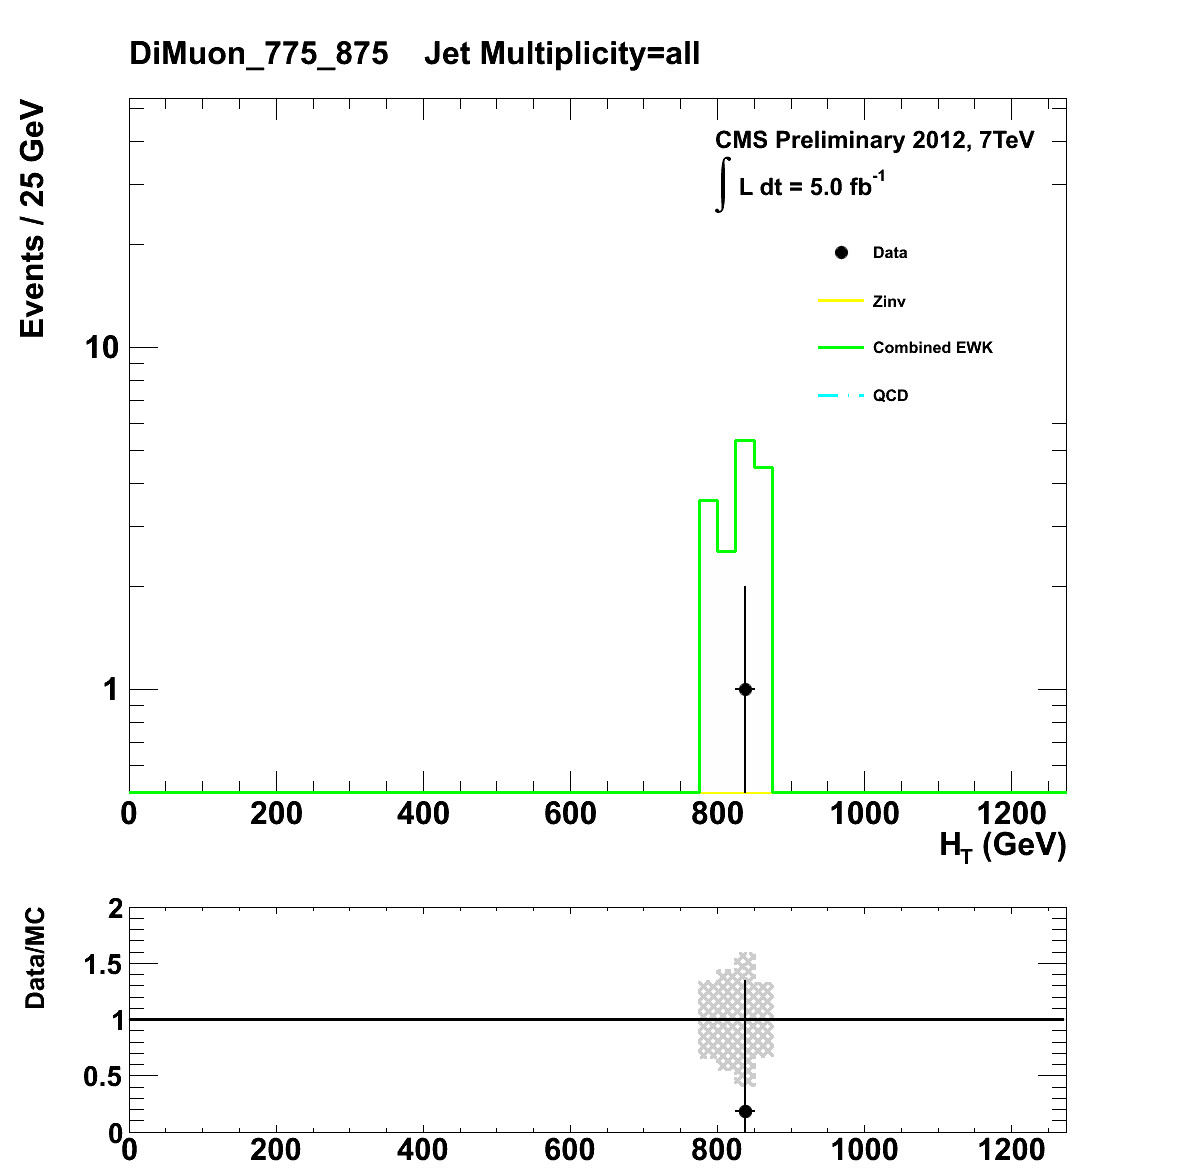 DiMuon_775_875 Jet Multiplicity=all
Events / 25 GeV
CMS Preliminary 2012, 7TeV
∫ L dt = 5.0 fb-1
Data
Zinv
Combined EWK
QCD
10
1
0 200 400 600 800 1000 1200
HT (GeV)
Data/MC
2
1.5
1
0.5
0
0 200 400 600 800 1000 1200